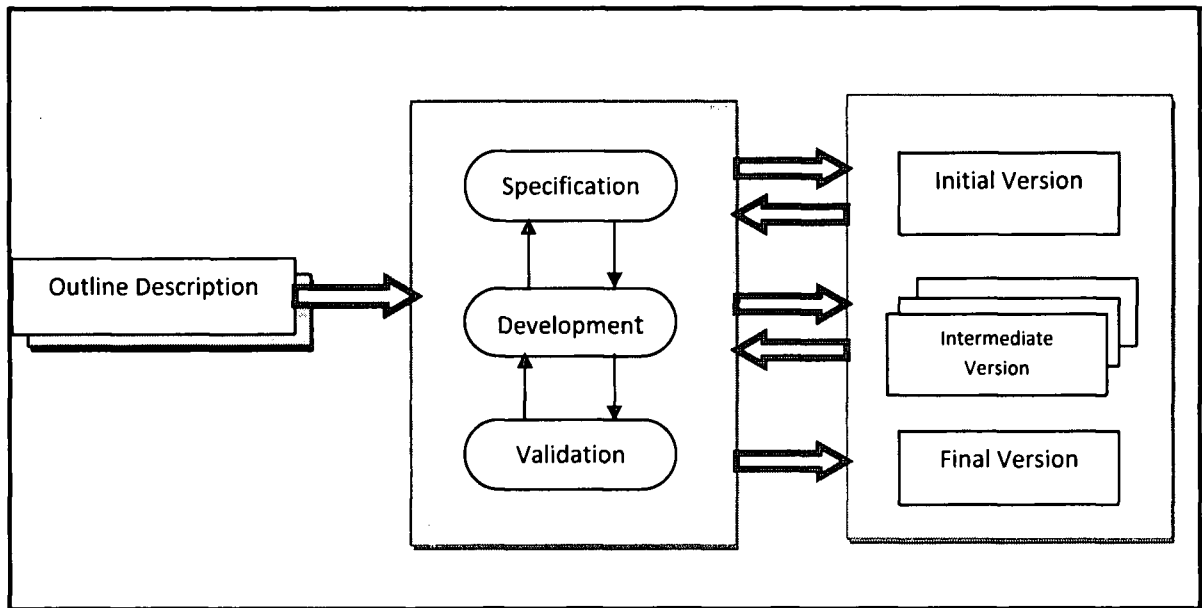 Outline Description
Specification
Development
Validation
Initial Version
Intermediate
Version
Final Version